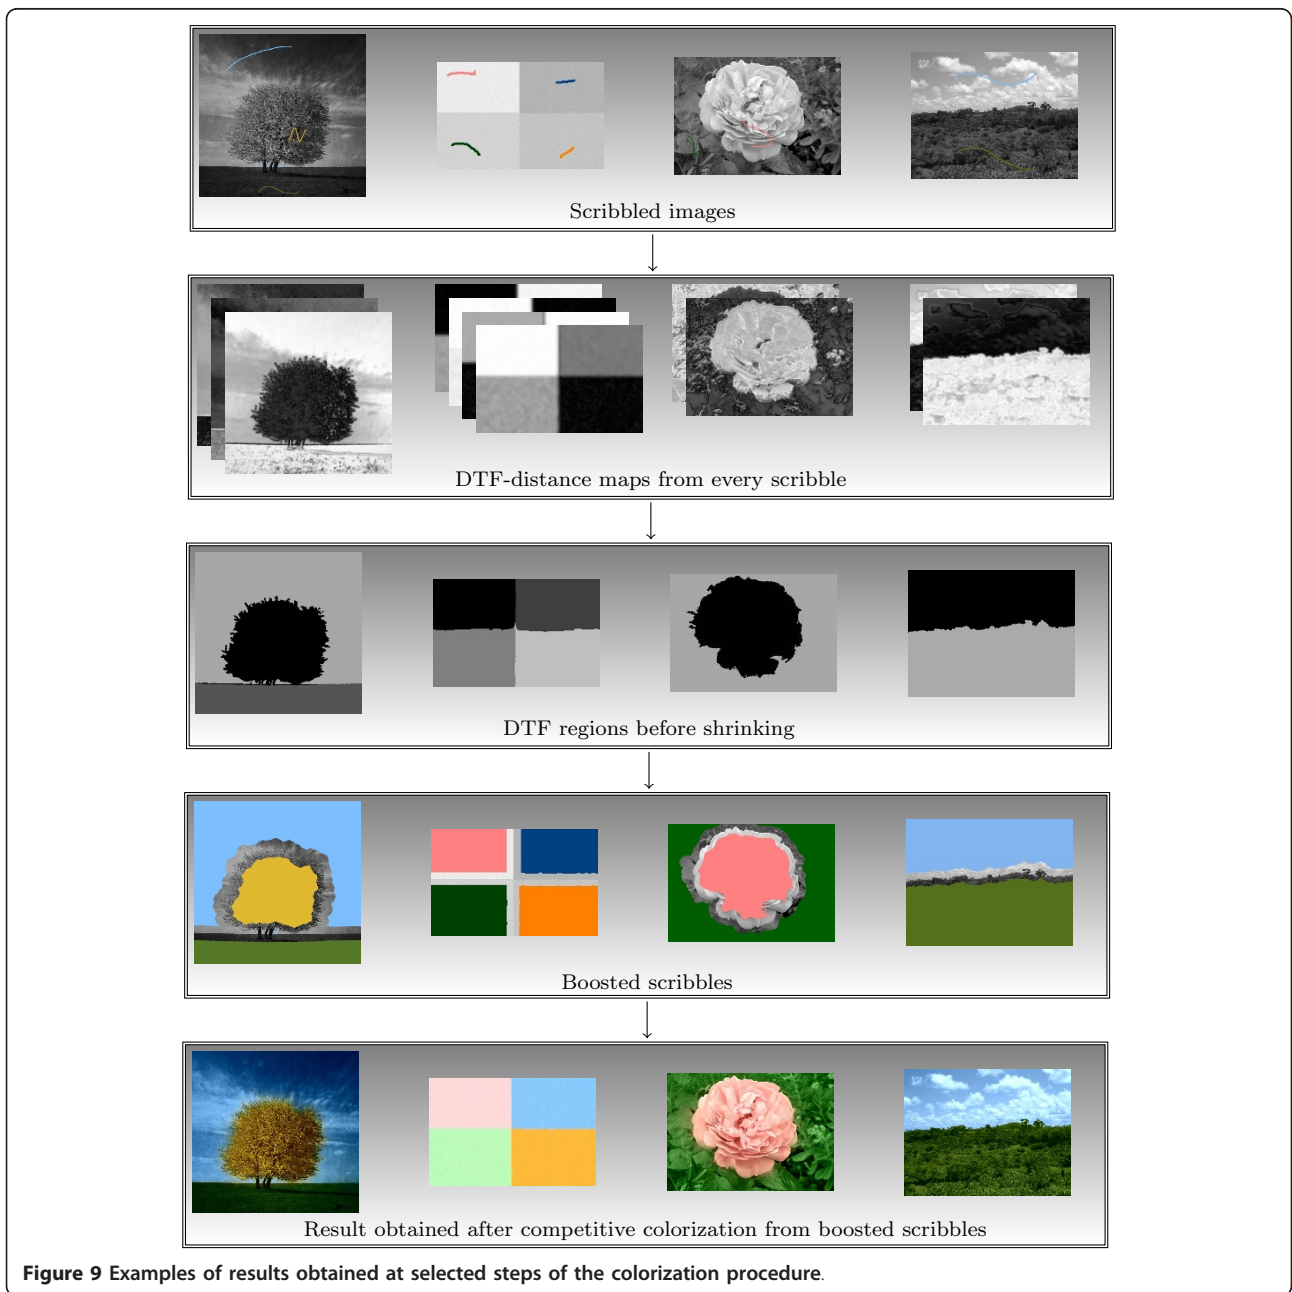 Scribbled images
DTF-distance maps from every scribble
DTF regions before shrinking
Boosted scribbles
Result obtained after competitive colorization from boosted scribbles
Figure 9 Examples of results obtained at selected steps of the colorization procedure.